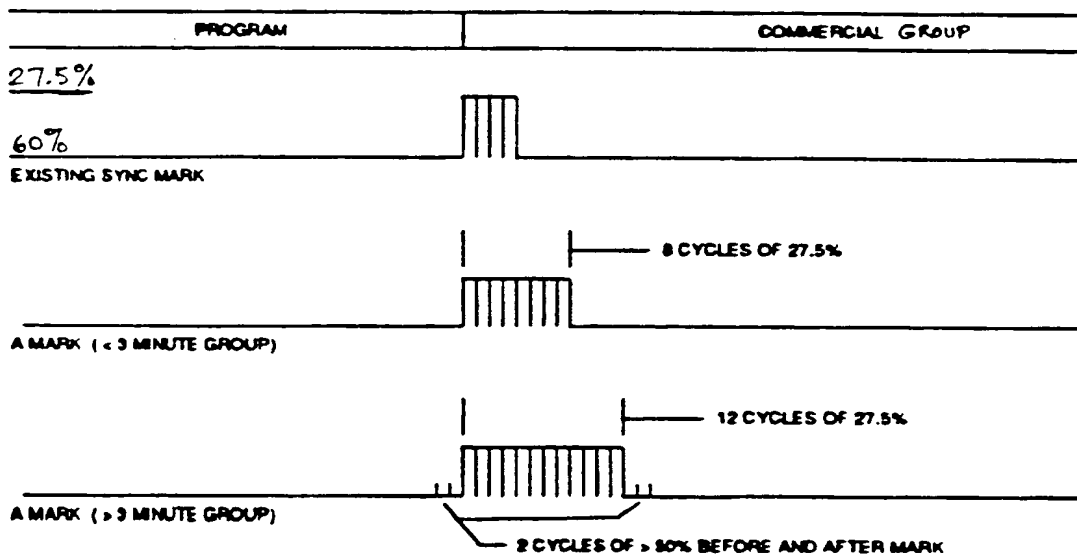 PROGRAM COMMERCIAL GROUP
27.5%
60%
EXISTING SYNC MARK
8 CYCLES OF 27.5%
A MARK ( < 3 MINUTE GROUP)
12 CYCLES OF 27.5%
A MARK ( > 3 MINUTE GROUP)
2 CYCLES OF > 50% BEFORE AND AFTER MARK